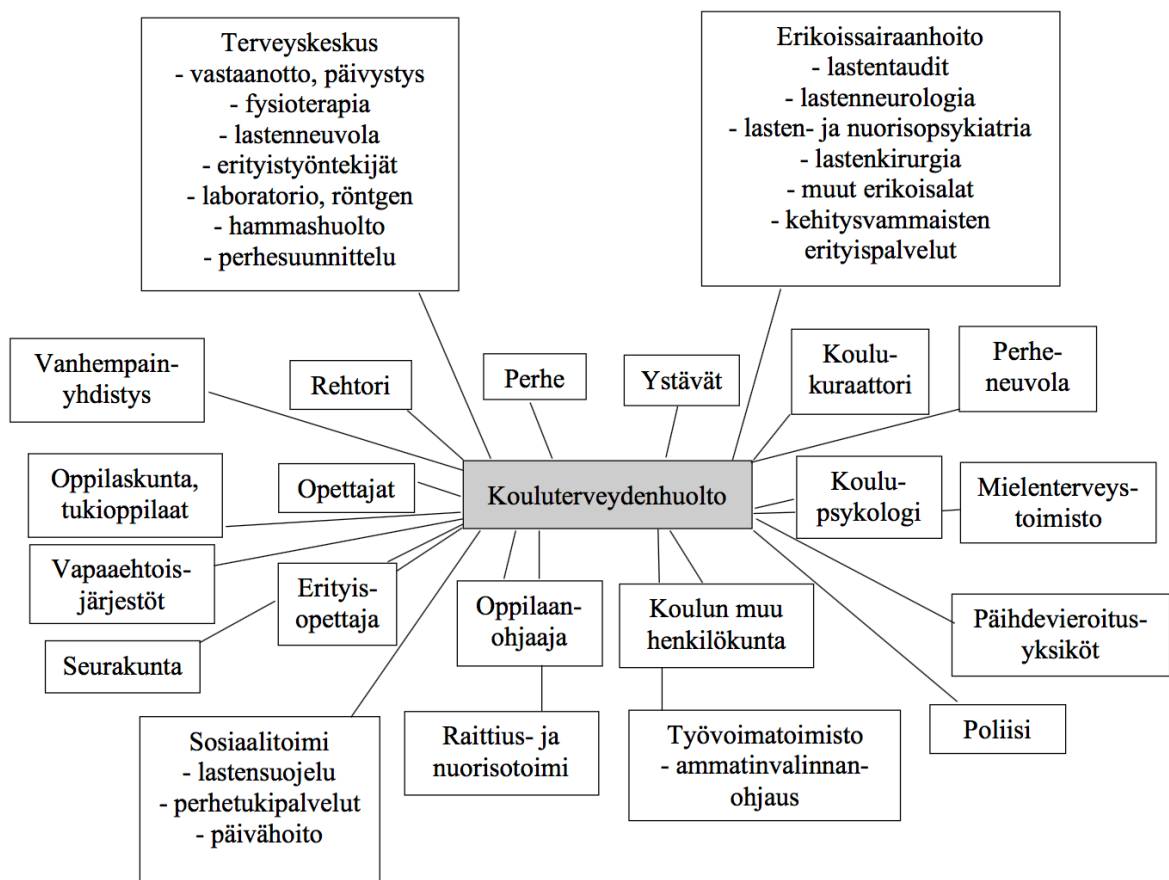 Terveyskeskus
- vastaanotto, päivystys
- fysioterapia
- lastenneuvola
- erityistyöntekijät
- laboratorio, röntgen
- hammashuolto
- perhesuunnittelu
Erikoissairaanhoito
- lastentaudit
- lastenneurologia
- lasten- ja nuorisopsykiatria
- lastenkirurgia
- muut erikoisalat
- kehitysvammaisten
erityispalvelut
Vanhempain-
yhdistys
Rehtori
Perhe
Ystävät
Koulu-
kuraattori
Perhe-
neuvola
Oppilaskunta,
tukioppilaat
Opettajat
Kouluterveydenhuolto
Koulu-
psykologi
Mielenterveys-
toimisto
Vapaaehtois-
järjestöt
Erityis-
opettaja
Oppilaan-
ohjaaja
Koulun muu
henkilökunta
Päihdevieroitus-
yksiköt
Seurakunta
Sosiaalitoimi
- lastensuojelu
- perhetukipalvelut
- päivähoito
Raittius- ja
nuorisotoimi
Työvoimatoimisto
- ammatinvalinnan-
ohjaus
Poliisi